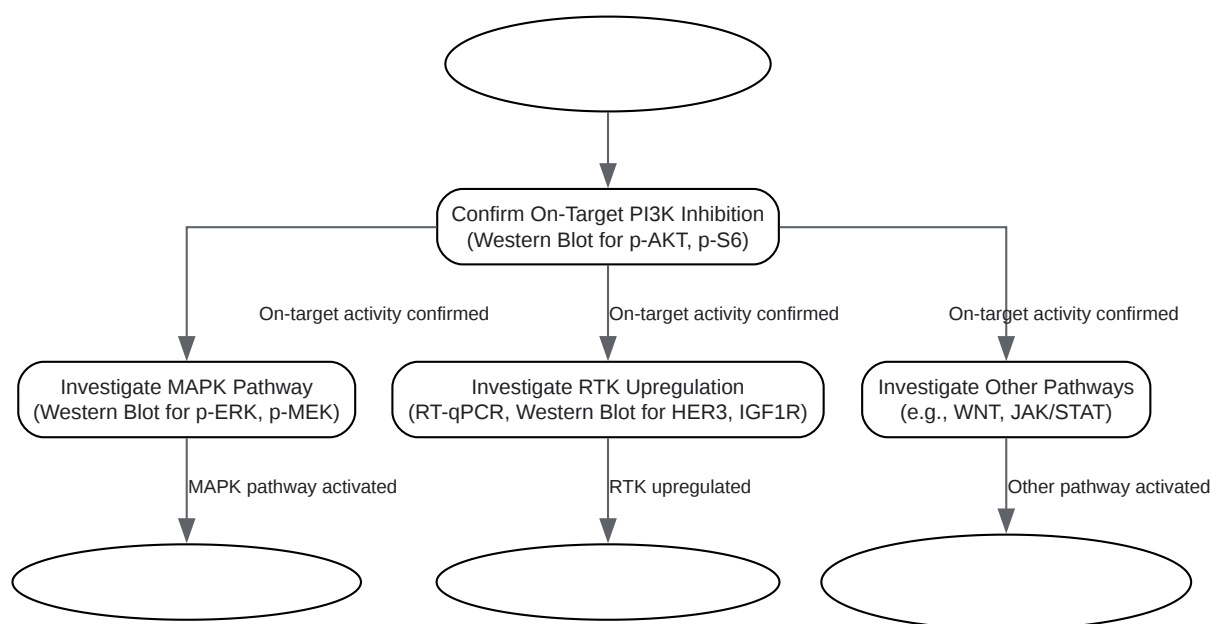 Confirm On-Target PI3K Inhibition
(Western Blot for p-AKT, p-S6)
On-target activity confirmed
On-target activity confirmed
On-target activity confirmed
Investigate MAPK Pathway
(Western Blot for p-ERK, p-MEK)
Investigate RTK Upregulation
(RT-qPCR, Western Blot for HER3, IGF1R)
Investigate Other Pathways
(e.g., WNT, JAK/STAT)
MAPK pathway activated
RTK upregulated
Other pathway activated